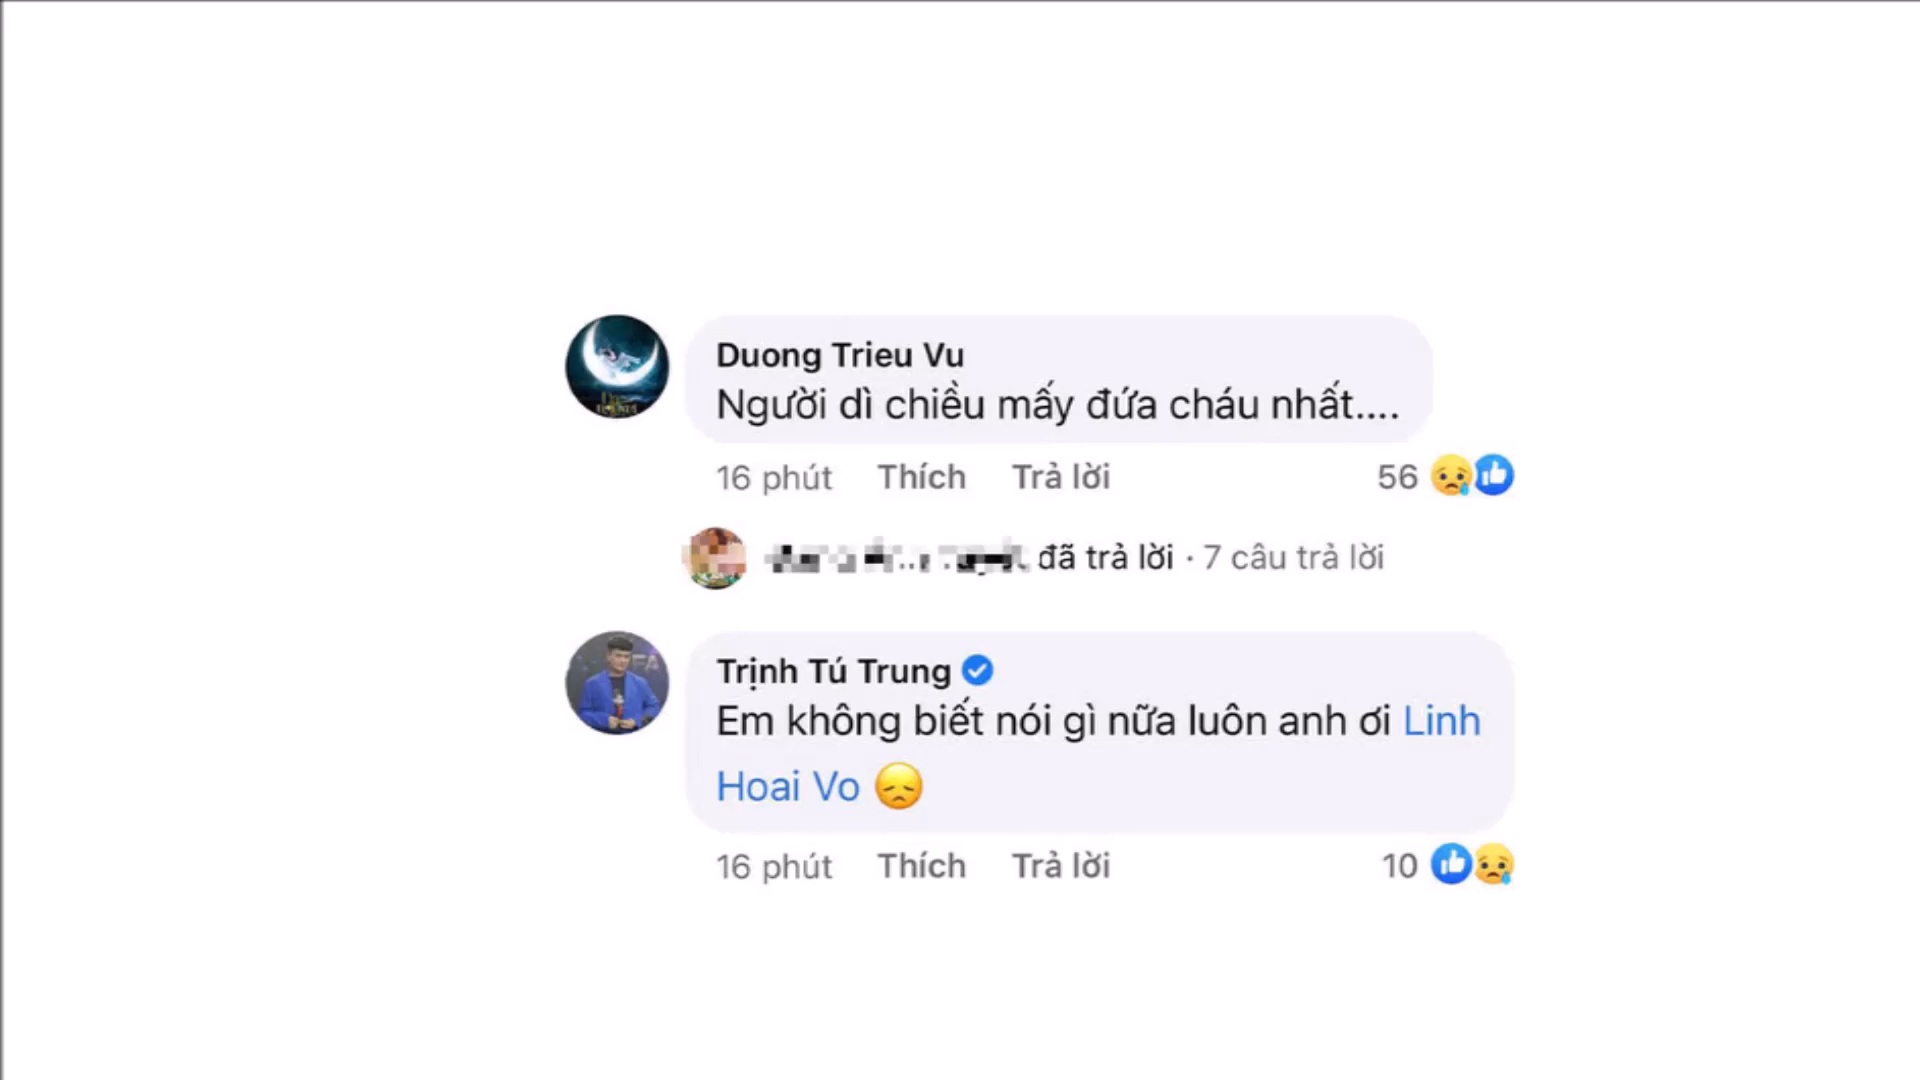 Duong Trieu Vu
Người dì chiều mấy đứa cháu nhất....
16 phút Thích Trả lời 56
đã trả lời · 7 câu trả lời
Trịnh Tú Trung
Em không biết nói gì nữa luôn anh ơi Linh
Hoai Vo
16 phút Thích Trả lời 10